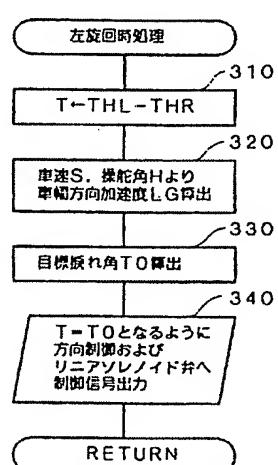 左旋回時処理
310
T←THL-THR
320
車速S．操舵角Hより
車幅方向加速度LG算出
330
目標捩れ角TO算出
340
T=TOとなるように
方向制御および
リニアソレノイド弁へ
制御信号出力
RETURN